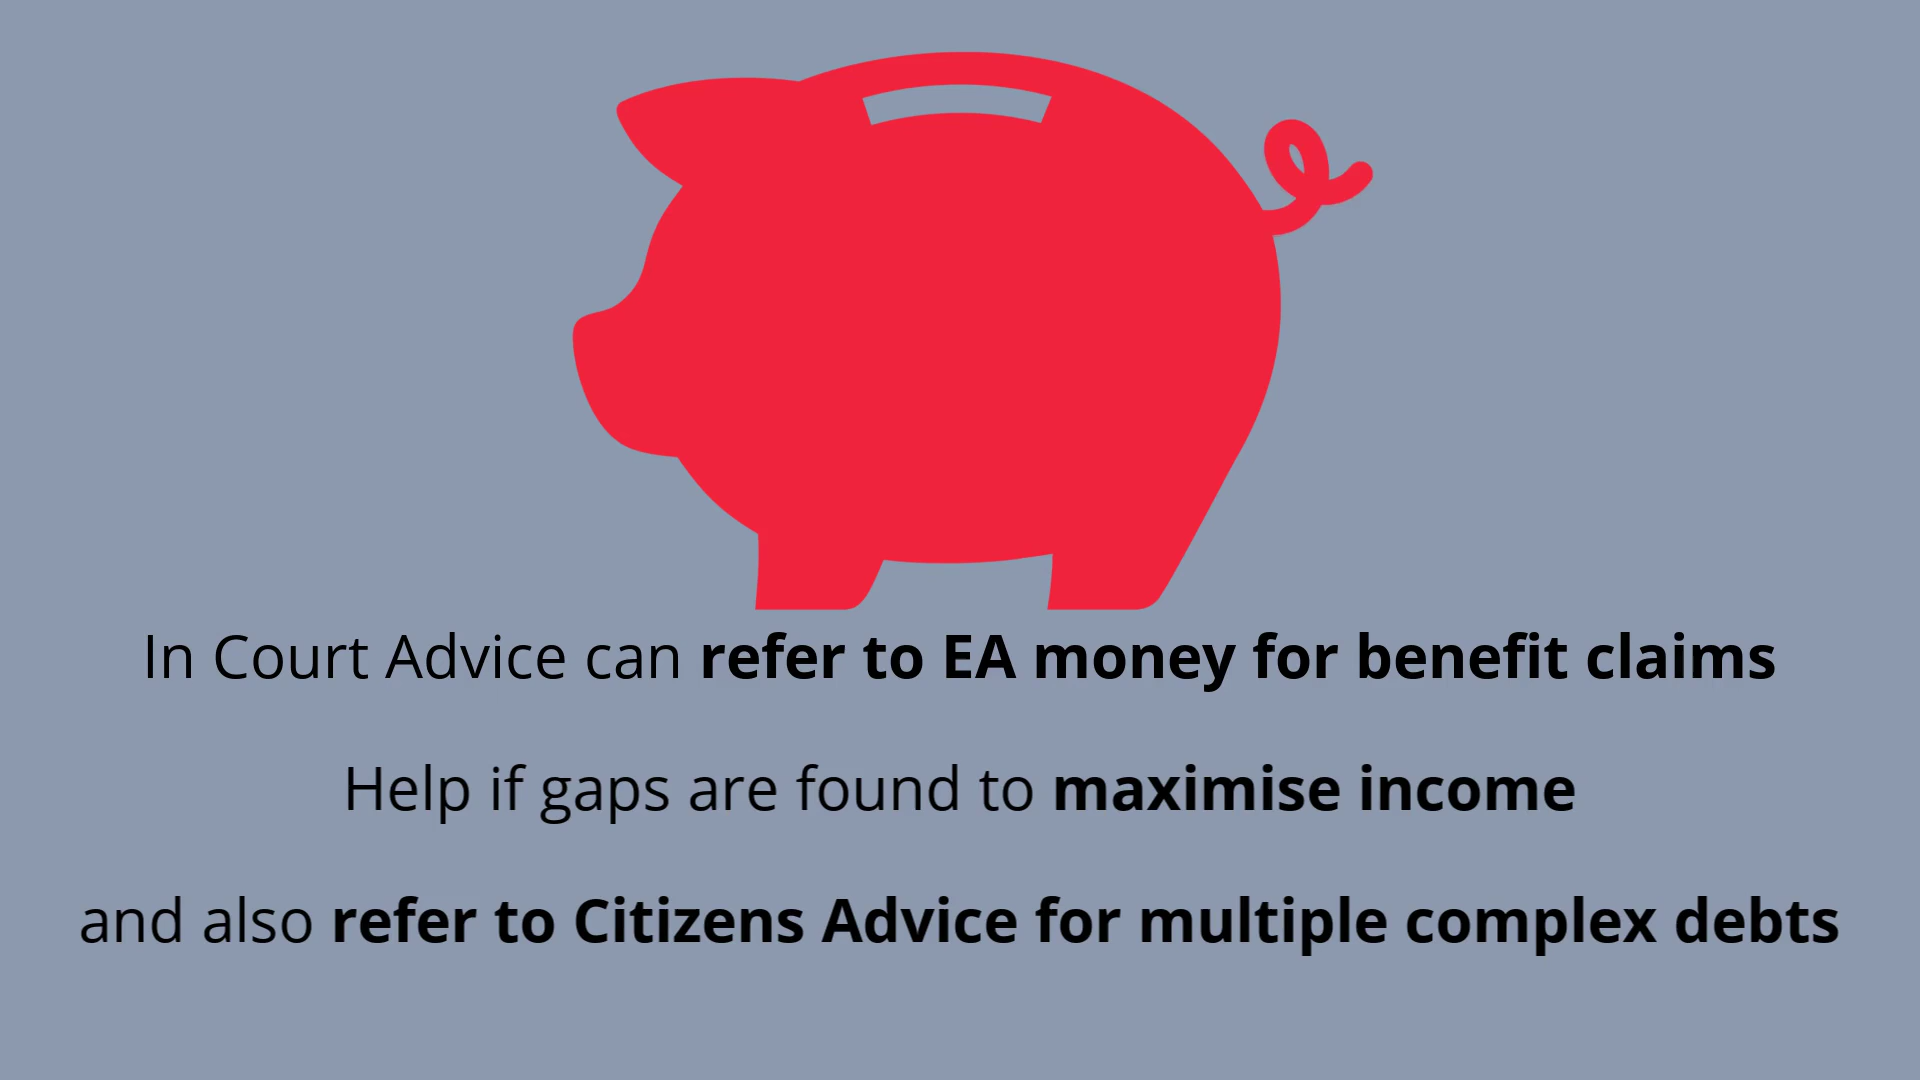 In Court Advice can refer to EA money for benefit claims
Help if gaps are found to maximise income
and also refer to Citizens Advice for multiple complex debts